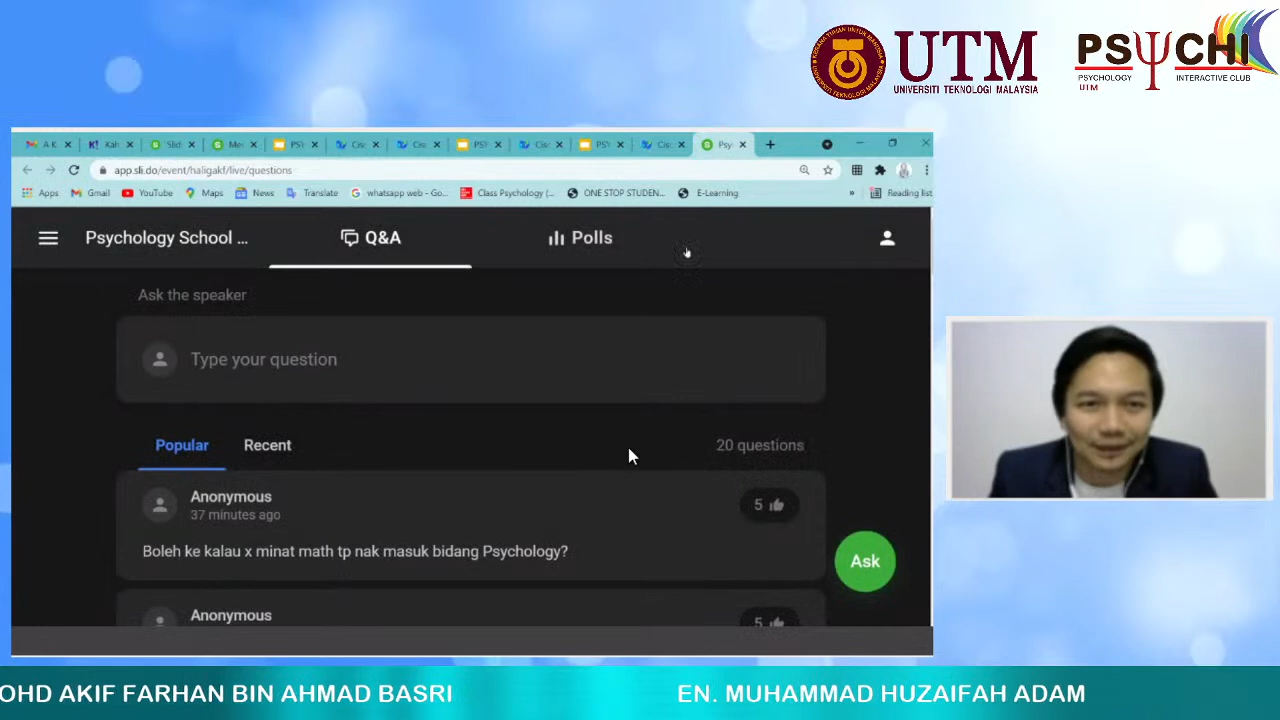 UTM
UNIVERSITI TEKNOLOGI MALAYSIA
PSYCHI
PSYCHOLOGY INTERACTIVE CLUB
UTM
app.sli.do/event/haligakf/live/questions
Apps Gmail YouTube Maps News Translate whatsapp web - Go... Class Psychology (... ONE STOP STUDEN... E-Learning » Reading list
Psychology School ... Q&A Polls
Ask the speaker
Type your question
Popular Recent 20 questions
Anonymous
37 minutes ago
5
Boleh ke kalau x minat math tp nak masuk bidang Psychology?
Ask
Anonymous
5
OHD AKIF FARHAN BIN AHMAD BASRI EN. MUHAMMAD HUZAIFAH ADAM